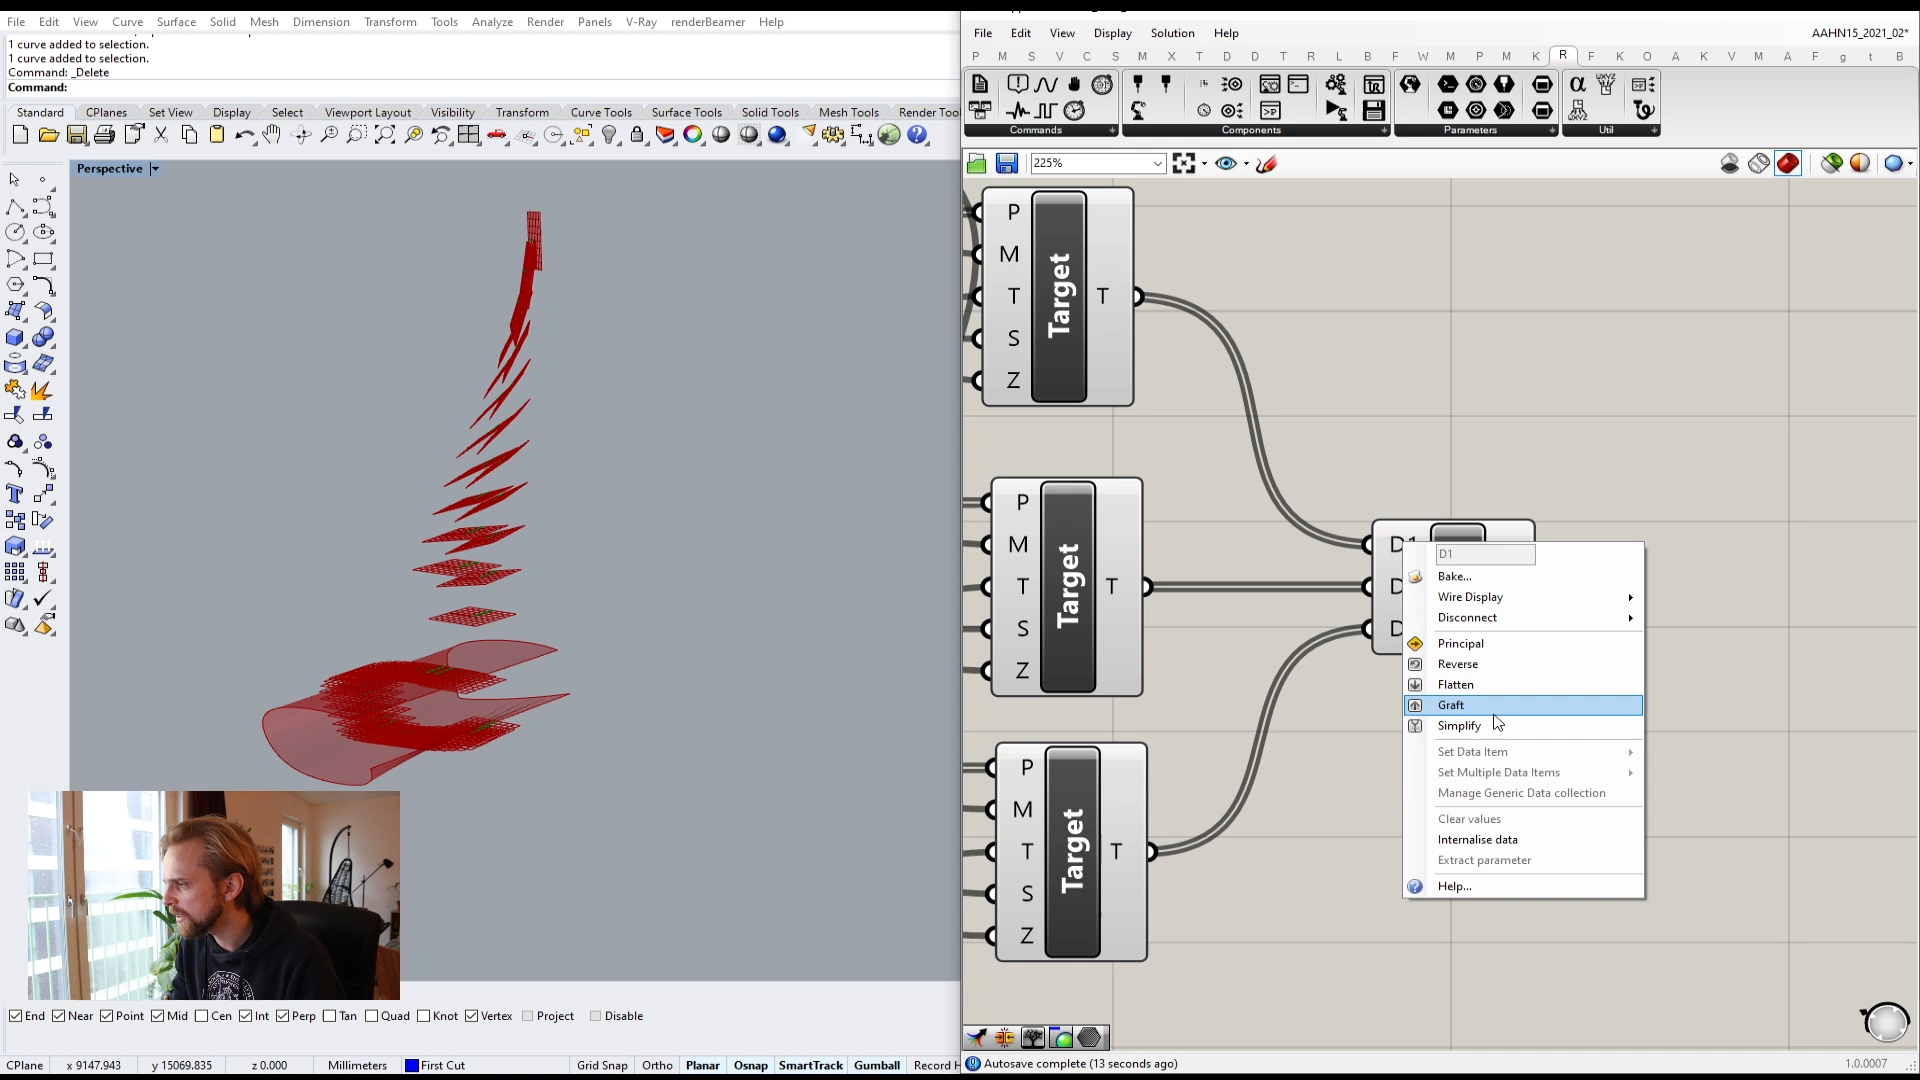 File Edit View Curve Surface Solid Mesh Dimension Transform Tools Analyze Render Panels V-Ray renderBeamer Help
1 curve added to selection.
1 curve added to selection.
Command: _Delete
Command:
Standard CPlanes Set View Display Select Viewport Layout Visibility Transform Curve Tools Surface Tools Solid Tools Mesh Tools Render Too
Perspective
End Near Point Mid Cen Int Perp Tan Quad Knot Vertex Project Disable
CPlane x 9147.943 y 15069.835 z 0.000 Millimeters First Cut Grid Snap Ortho Planar Osnap SmartTrack Gumball Record H
File Edit View Display Solution Help
AAHN15_2021_02*
P M S V C S M X T D D T R L B F W M P M K R F K O A K V M A F g t B
Commands
Components
Parameters
Util
225%
P
M
T
S
Z
Target
T
P
M
T
S
Z
Target
T
P
M
T
S
Z
Target
T
D1
D
D
D1
Bake...
Wire Display
Disconnect
Principal
Reverse
Flatten
Graft
Simplify
Set Data Item
Set Multiple Data Items
Manage Generic Data collection
Clear values
Internalise data
Extract parameter
Help...
Autosave complete (13 seconds ago)
1.0.0007